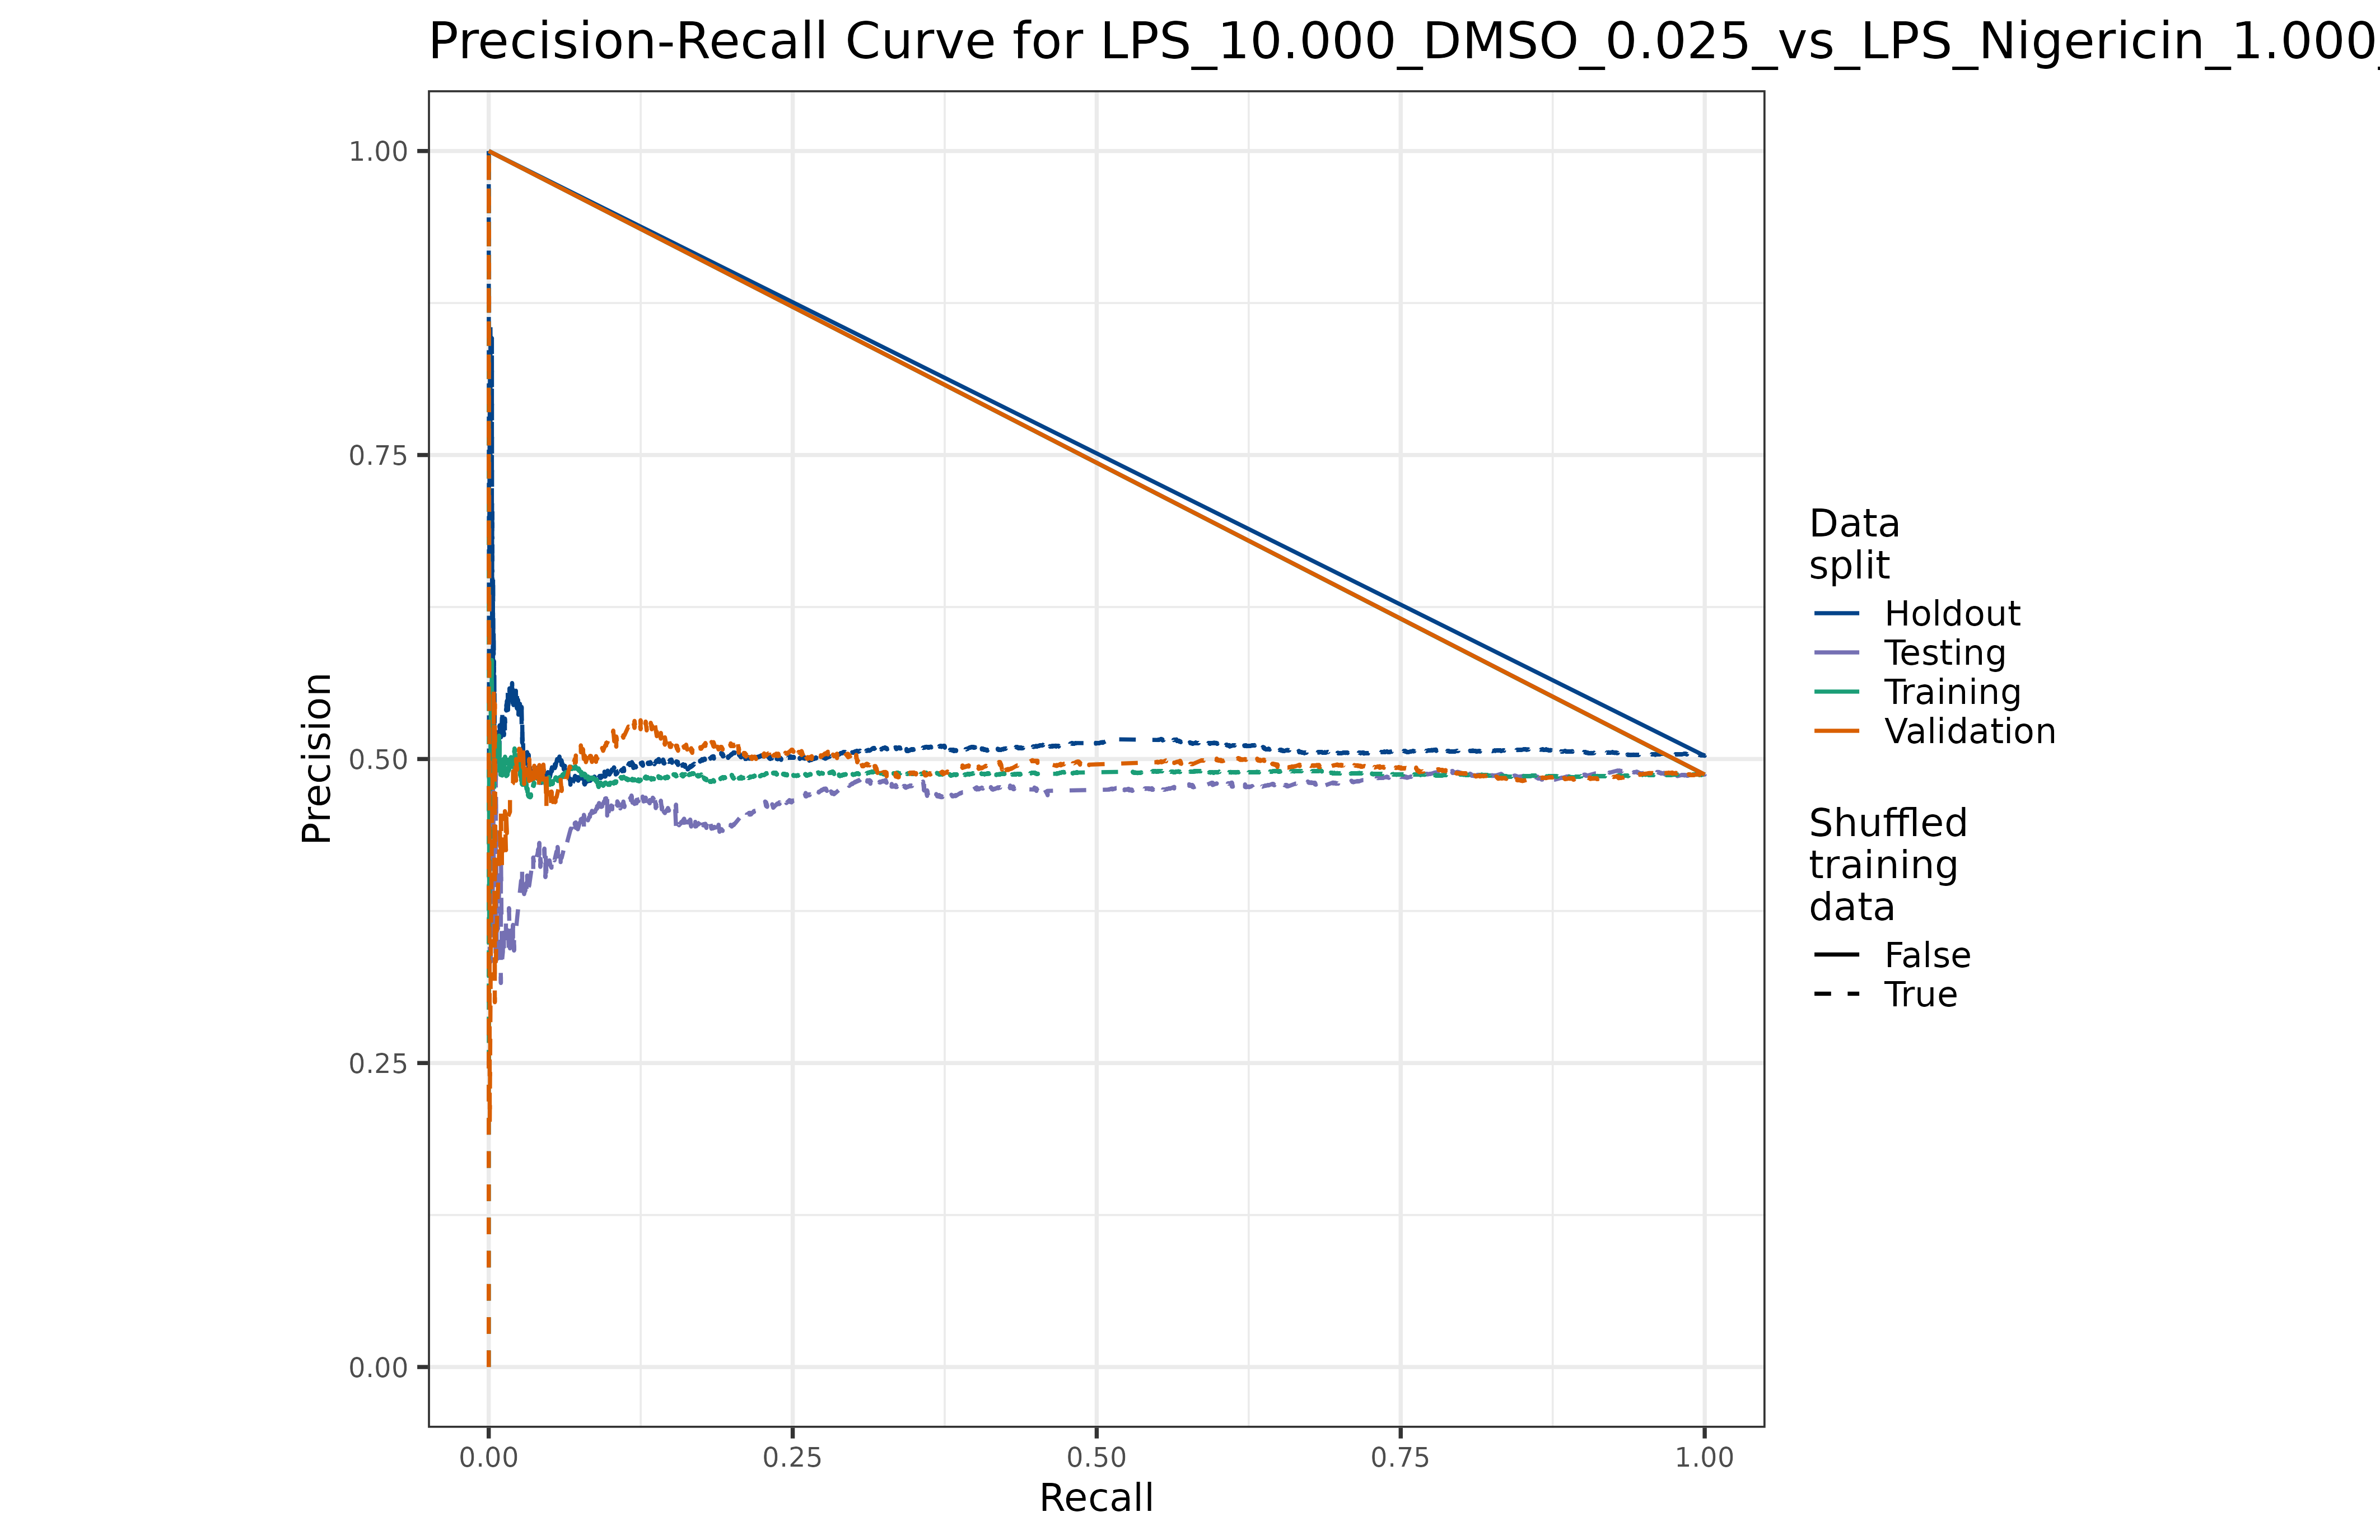 Precision-Recall Curve for LPS_10.000_DMSO_0.025_vs_LPS_Nigericin_1.000_
1.00
0.75
0.50
0.25
0.00
Precision
0.00 0.25 0.50 0.75 1.00
Recall
Data
split
Holdout
Testing
Training
Validation
Shuffled
training
data
False
True